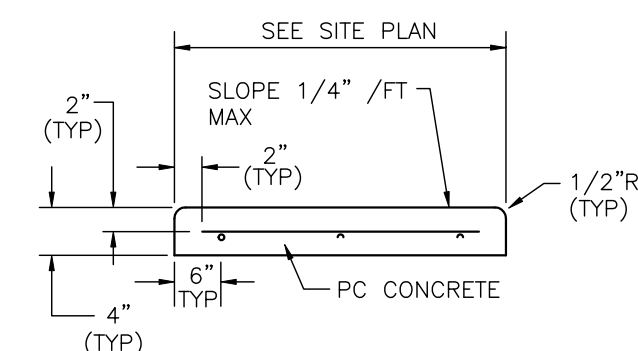 SEE SITE PLAN
SLOPE 1/4" /FT
MAX
2"
(TYP)
2"
(TYP)
1/2"R
(TYP)
6"
TYP
PC CONCRETE
4"
(TYP)